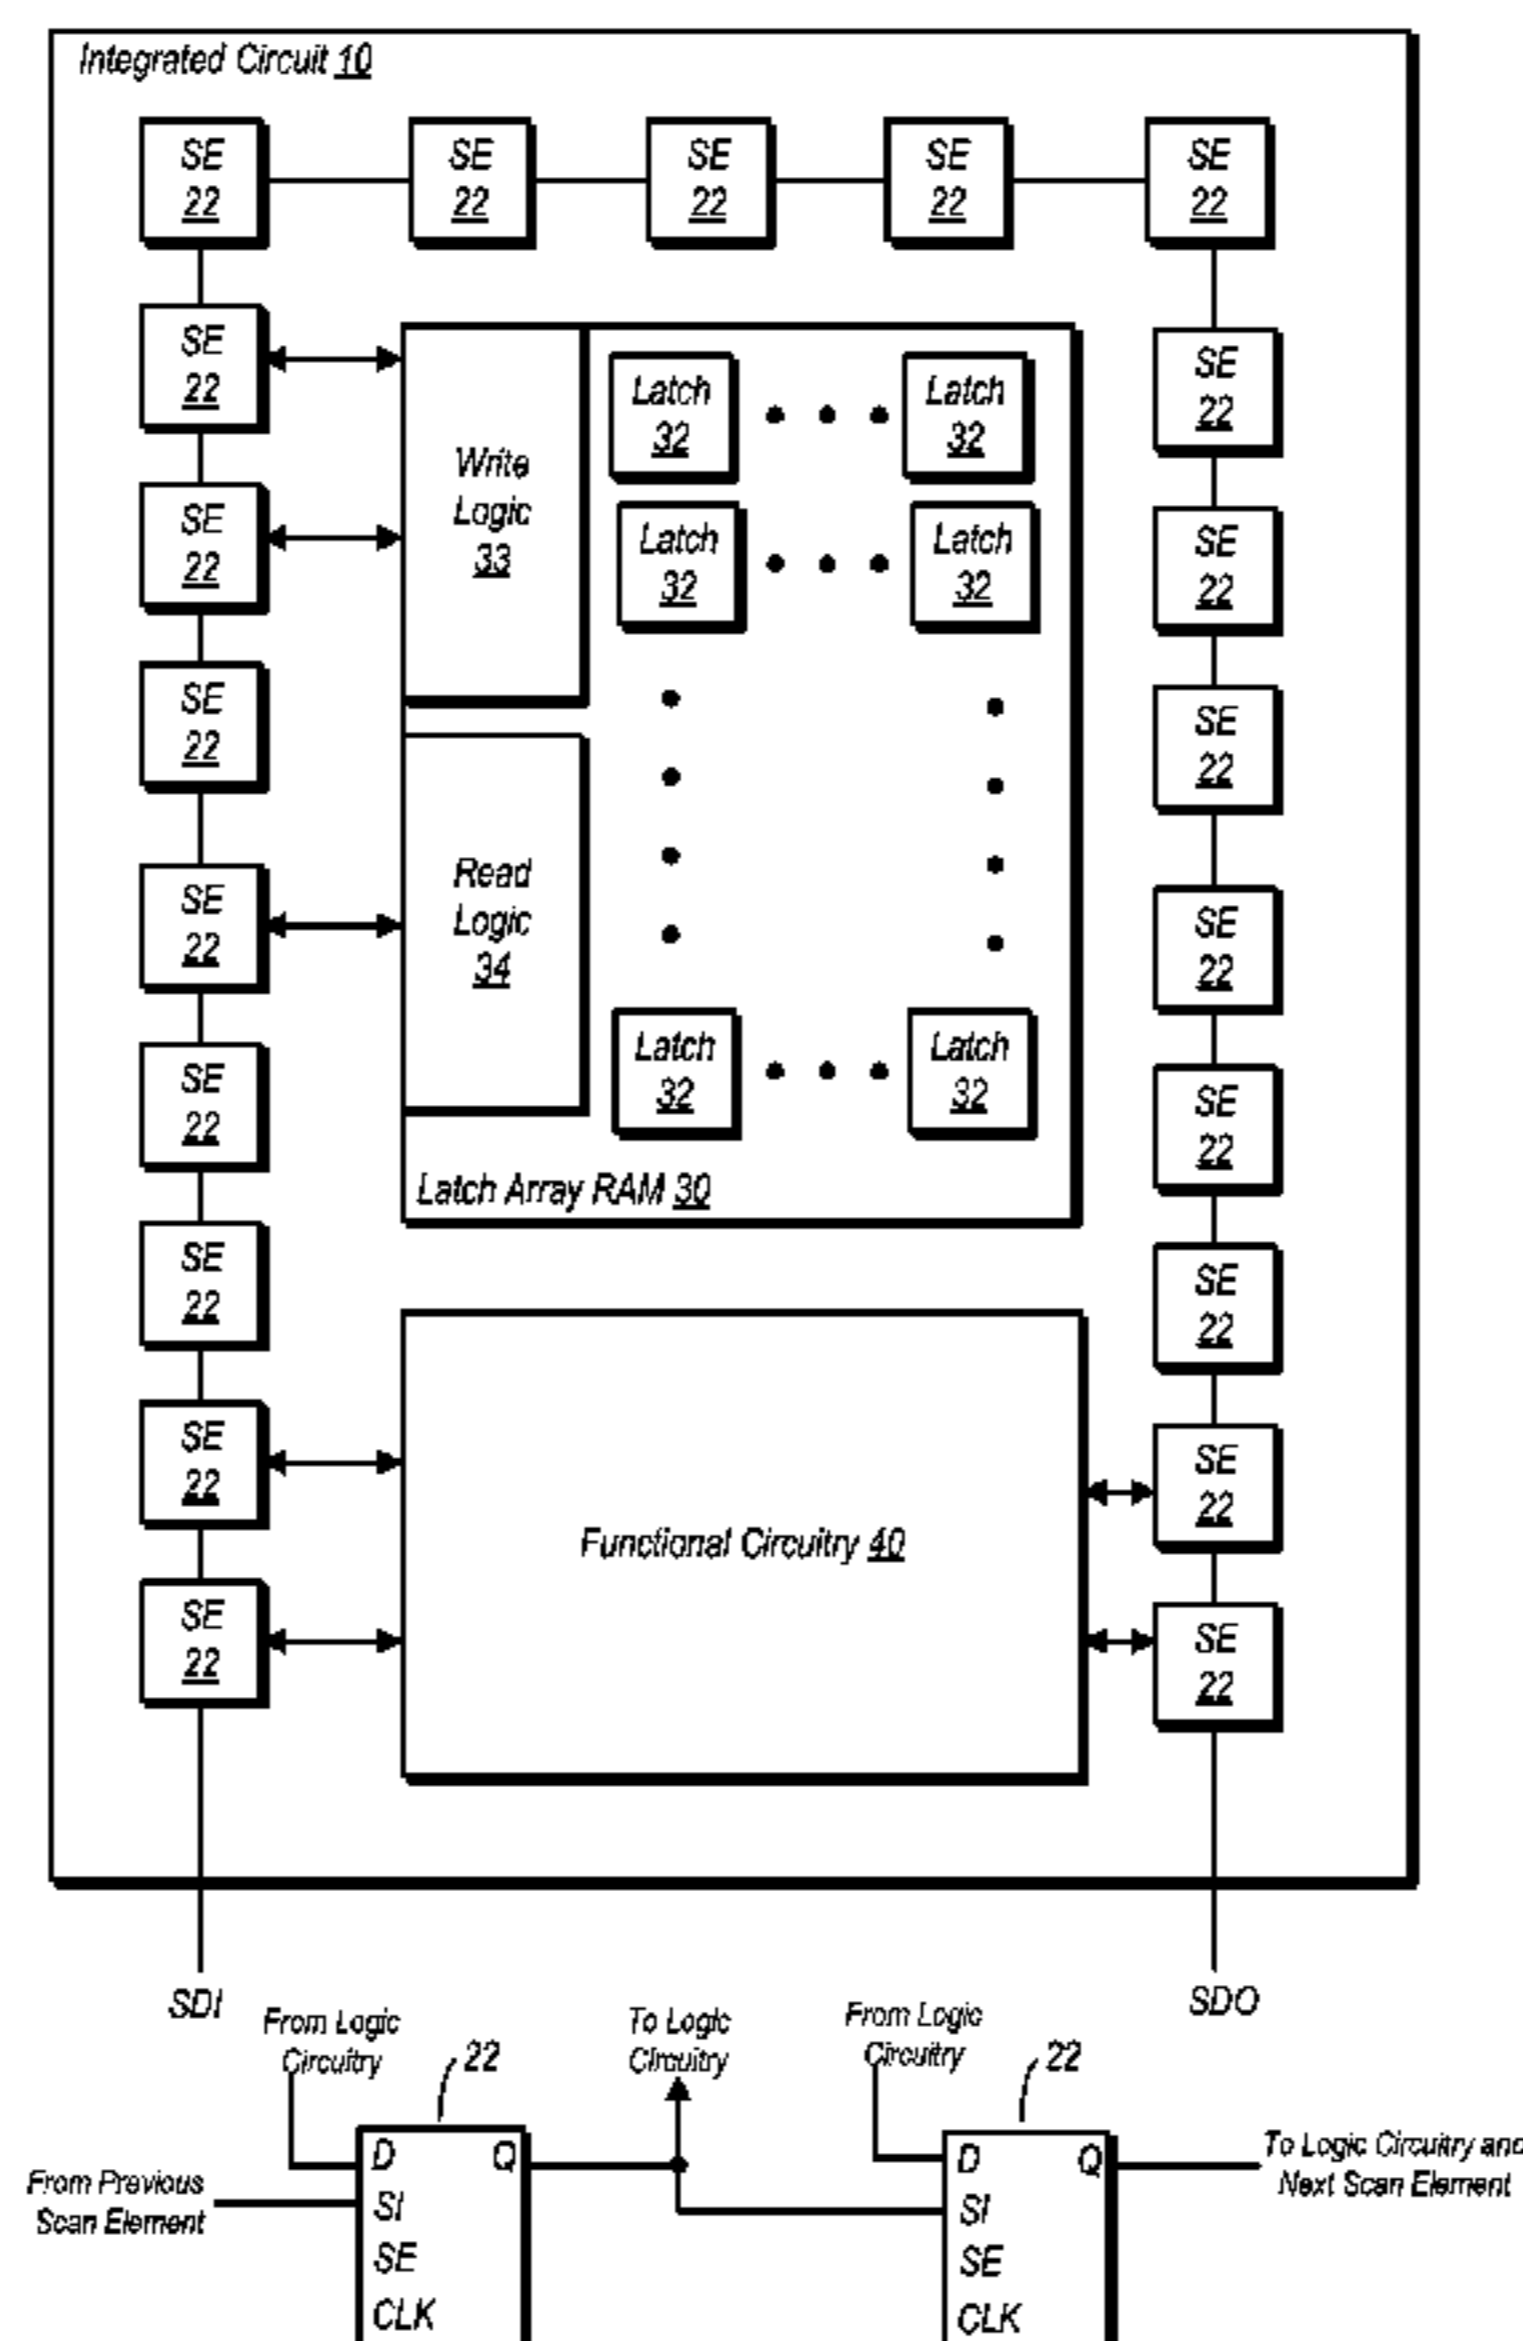 Integrated Circuit 10
SE
22
SE
22
SE
22
SE
22
SE
22
SE
22
SE
22
SE
22
SE
22
SE
22
SE
22
SE
22
SE
22
Write
Logic
33
Read
Logic
34
Latch
32
Latch
32
Latch
32
Latch
32
Latch
32
Latch
32
Latch Array RAM 30
Functional Circuitry 40
SE
22
SE
22
SE
22
SE
22
SE
22
SE
22
SE
22
SE
22
SDI
SDO
From Logic
Circuitry
22
To Logic
Circuitry
From Logic
Circuitry
22
From Previous
Scan Element
D
Q
SI
SE
CLK
D
Q
SI
SE
CLK
To Logic Circuitry and
Next Scan Element